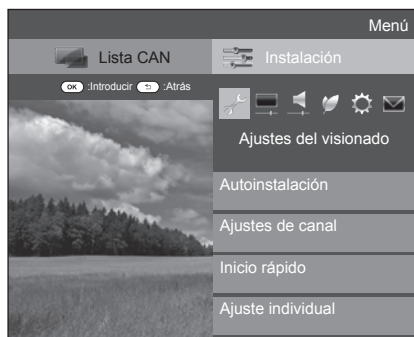 Menú
Lista CAN
Instalación
OK :Introducir :Atrás
Ajustes del visionado
Autoinstalación
Ajustes de canal
Inicio rápido
Ajuste individual